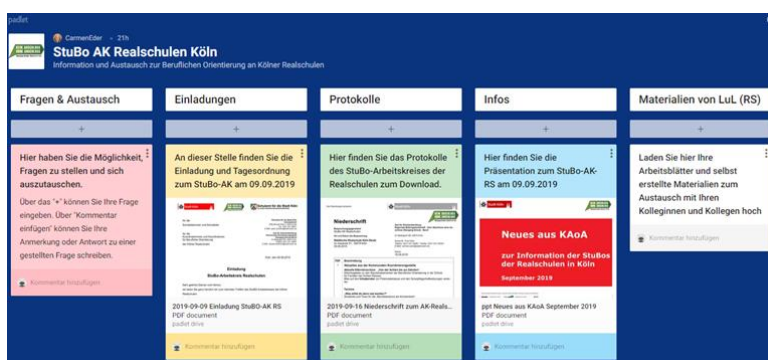 padlet
CarmenEder - 21h
StuBo AK Realschulen Köln
Information und Austausch zur Beruflichen Orientierung an Kölner Realschulen
Fragen & Austausch
Hier haben Sie die Möglichkeit,
Fragen zu stellen und sich
auszutauschen.
Über das "+" können Sie Ihre Frage
eingeben. Über "Kommentar
einfügen" können Sie Ihre
Anmerkung oder Antwort zu einer
gestellten Frage schreiben.
Kommentar hinzufügen
Einladungen
An dieser Stelle finden Sie die
Einladung und Tagesordnung
zum StuBo-AK am 09.09.2019
Einladung
StuBo-Arbeitskreis Realschulen
2019-09-09 Einladung StuBO-AK RS
PDF document
padlet drive
Kommentar hinzufügen
Protokolle
Hier finden Sie das Protokolle
des StuBo-Arbeitskreises der
Realschulen zum Download.
Niederschrift
2019-09-16 Niederschrift zum AK-Reals...
PDF document
padlet drive
Kommentar hinzufügen
Infos
Hier finden Sie die
Präsentation zum StuBo-AK-
RS am 09.09.2019
Neues aus KAoA
zur Information der StuBos
der Realschulen in Köln
September 2019
ppt Neues aus KAoA September 2019
PDF document
padlet drive
Kommentar hinzufügen
Materialien von LuL (RS)
Laden Sie hier Ihre
Arbeitsblätter und selbst
erstellte Materialien zum
Austausch mit Ihren
Kolleginnen und Kollegen hoch
Kommentar hinzufügen